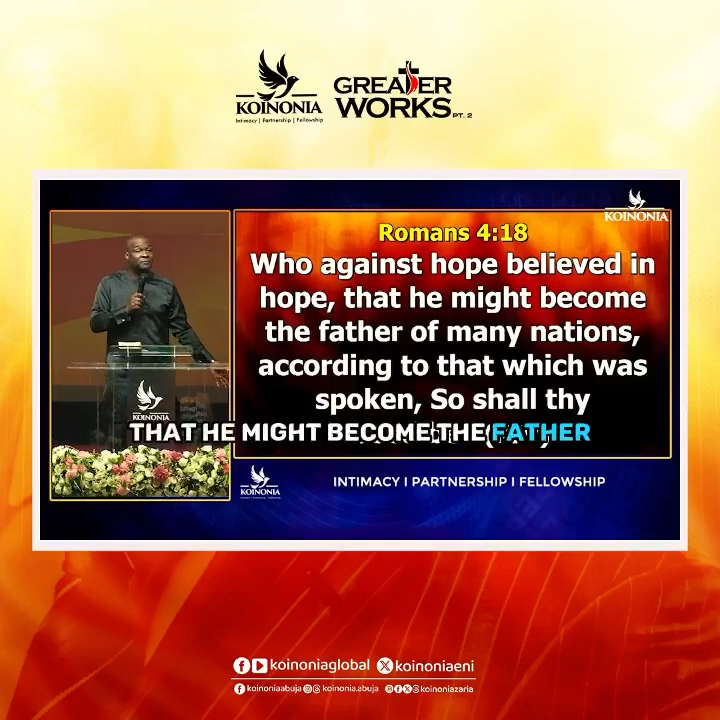 KOINONIA
Intimacy | Partnership | Fellowship
GREATER
WORKS PT. 2
KOINONIA
Romans 4:18
Who against hope believed in
hope, that he might become
the father of many nations,
according to that which was
spoken, So shall thy
THAT HE MIGHT BECOME THE FATHER
KOINONIA
KOINONIA
INTIMACY I PARTNERSHIP I FELLOWSHIP
koinoniaglobal koinoniaeni
koinoniaabuja koinonia.abuja koinoniazaria